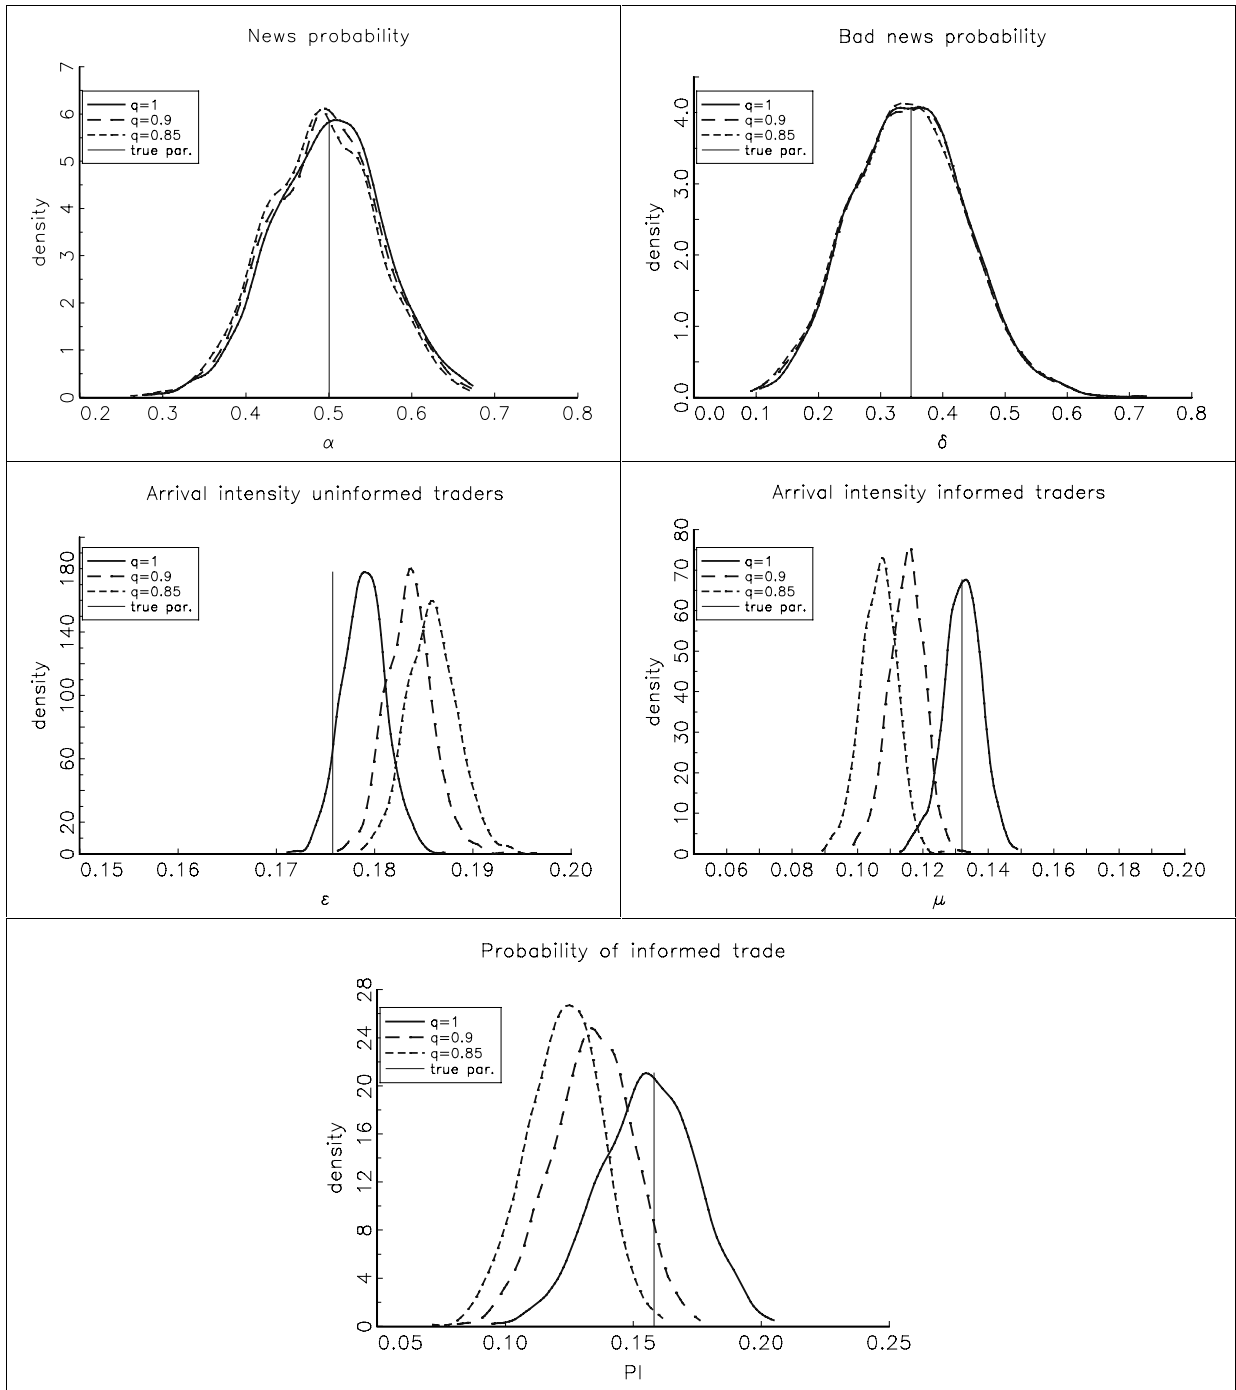 News probability
7
6
5
4
3
2
1
0
density
q=1
q=0.9
q=0.85
true par.
0.2 0.3 0.4 0.5 0.6 0.7 0.8
α
Bad news probability
4.0
3.0
2.0
1.0
0.0
density
q=1
q=0.9
q=0.85
true par.
0.0 0.1 0.2 0.3 0.4 0.5 0.6 0.7 0.8
δ
Arrival intensity uninformed traders
180
140
100
60
20
0
density
q=1
q=0.9
q=0.85
true par.
0.15 0.16 0.17 0.18 0.19 0.20
ε
Arrival intensity informed traders
80
70
60
50
40
30
20
10
0
density
q=1
q=0.9
q=0.85
true par.
0.06 0.08 0.10 0.12 0.14 0.16 0.18 0.20
μ
Probability of informed trade
28
24
20
16
12
8
4
0
density
q=1
q=0.9
q=0.85
true par.
0.05 0.10 0.15 0.20 0.25
PI